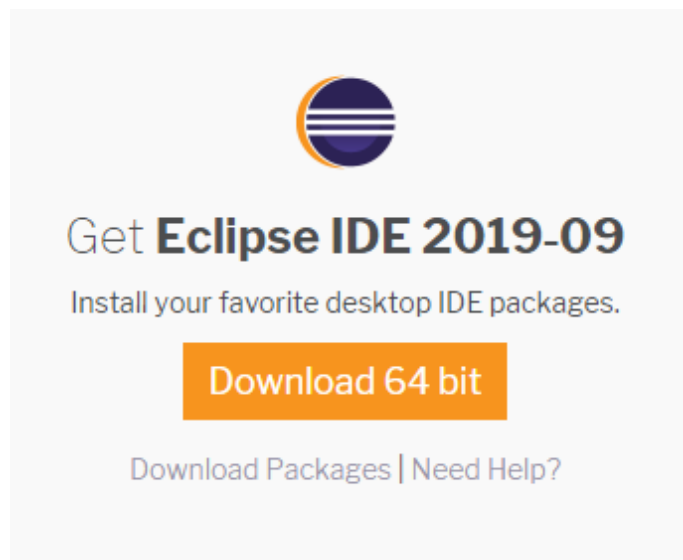 Get Eclipse IDE 2019-09
Install your favorite desktop IDE packages.
Download 64 bit
Download Packages | Need Help?